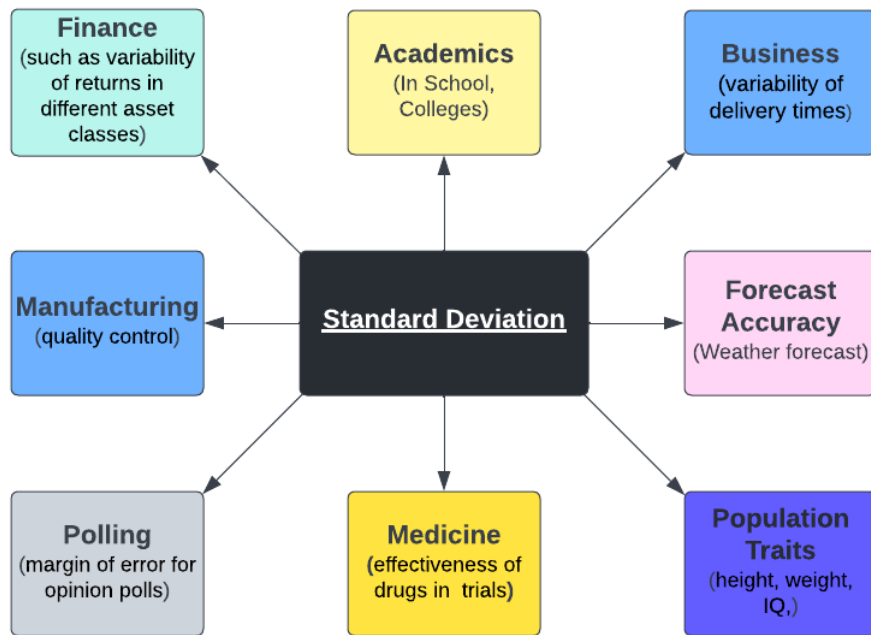 Finance
(such as variability
of returns in
different asset
classes)
Academics
(In School,
Colleges)
Business
(variability of
delivery times)
Manufacturing
(quality control)
Standard Deviation
Forecast
Accuracy
(Weather forecast)
Polling
(margin of error for
opinion polls)
Medicine
(effectiveness of
drugs in  trials)
Population
Traits
(height, weight,
IQ,)